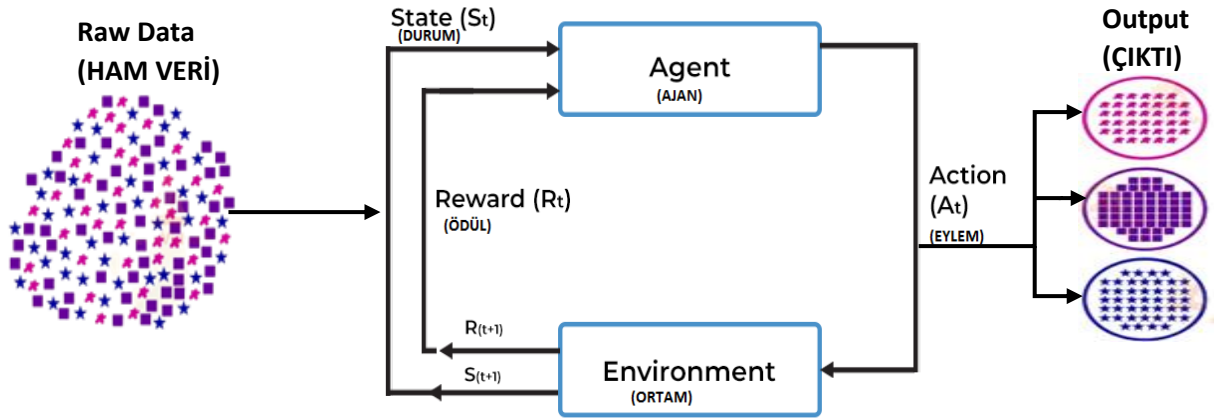 Raw Data
(HAM VERİ)
State (St)
(DURUM)
Agent
(AJAN)
Reward (Rt)
(ÖDÜL)
R(t+1)
S(t+1)
Environment
(ORTAM)
Action
(At)
(EYLEM)
Output
(ÇIKTI)